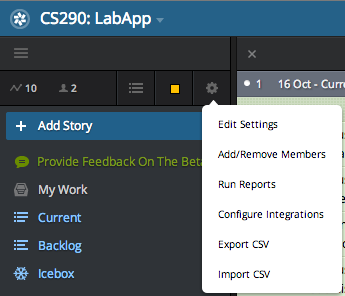 CS290: LabApp
1 16 Oct - Curre
10 2
Add Story
Provide Feedback On The Beta
My Work
Current
Backlog
Icebox
Edit Settings
Add/Remove Members
Run Reports
Configure Integrations
Export CSV
Import CSV